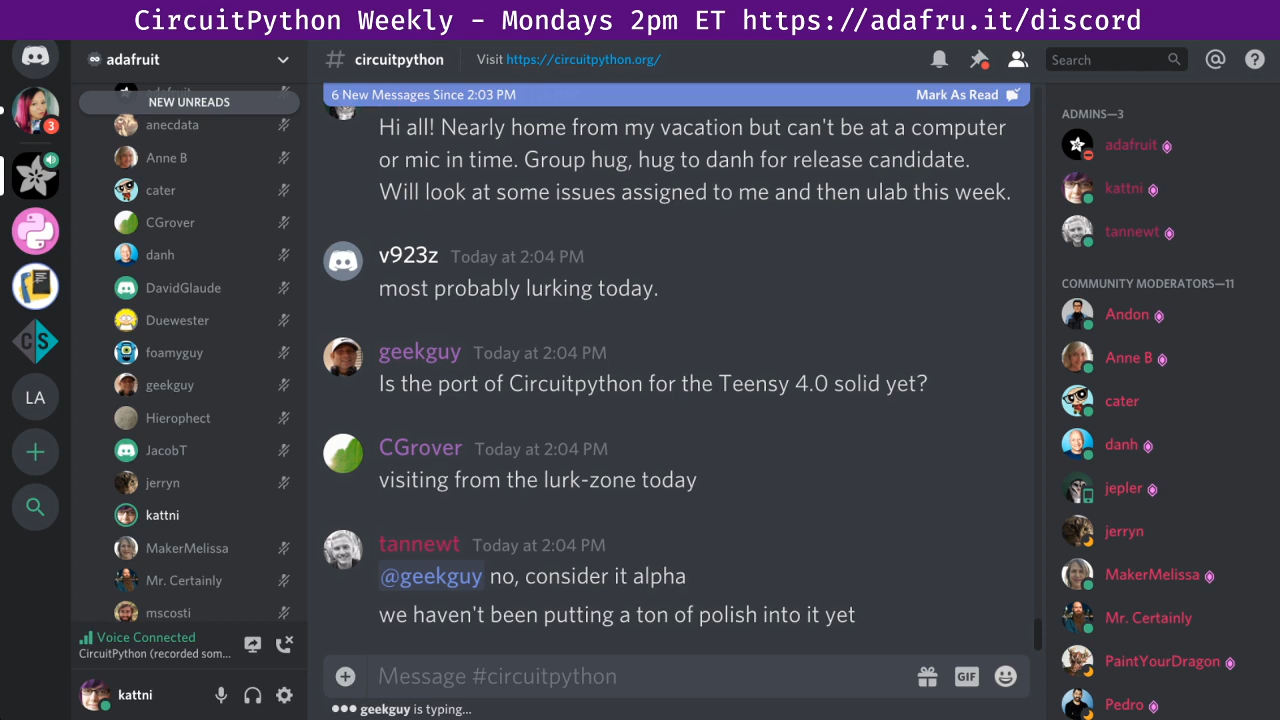 CircuitPython Weekly - Mondays 2pm ET https://adafru.it/discord
adafruit
NEW UNREADS
anecdata
Anne B
cater
CGrover
danh
DavidGlaude
Duewester
foamyguy
geekguy
Hierophect
JacobT
jerryn
kattni
MakerMelissa
Mr. Certainly
mscosti
3
LA
Voice Connected
CircuitPython (recorded som...
kattni
# circuitpython
Visit https://circuitpython.org/
Search
6 New Messages Since 2:03 PM
Mark As Read
Hi all! Nearly home from my vacation but can't be at a computer
or mic in time. Group hug, hug to danh for release candidate.
Will look at some issues assigned to me and then ulab this week.
v923z Today at 2:04 PM
most probably lurking today.
geekguy Today at 2:04 PM
Is the port of Circuitpython for the Teensy 4.0 solid yet?
CGrover Today at 2:04 PM
visiting from the lurk-zone today
tannewt Today at 2:04 PM
@geekguy no, consider it alpha
we haven't been putting a ton of polish into it yet
Message #circuitpython
GIF
geekguy is typing...
ADMINS—3
adafruit
kattni
tannewt
COMMUNITY MODERATORS—11
Andon
Anne B
cater
danh
jepler
jerryn
MakerMelissa
Mr. Certainly
PaintYourDragon
Pedro